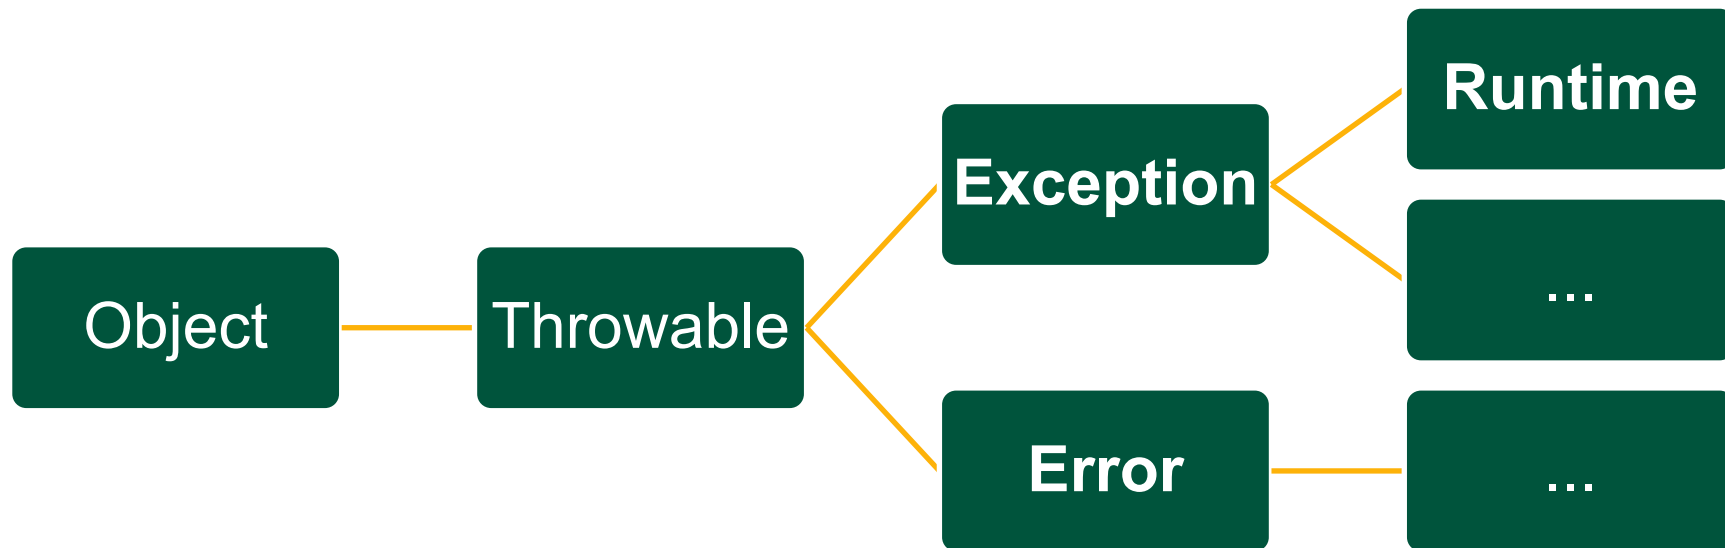 Object
Throwable
Exception
Runtime
...
Error
...